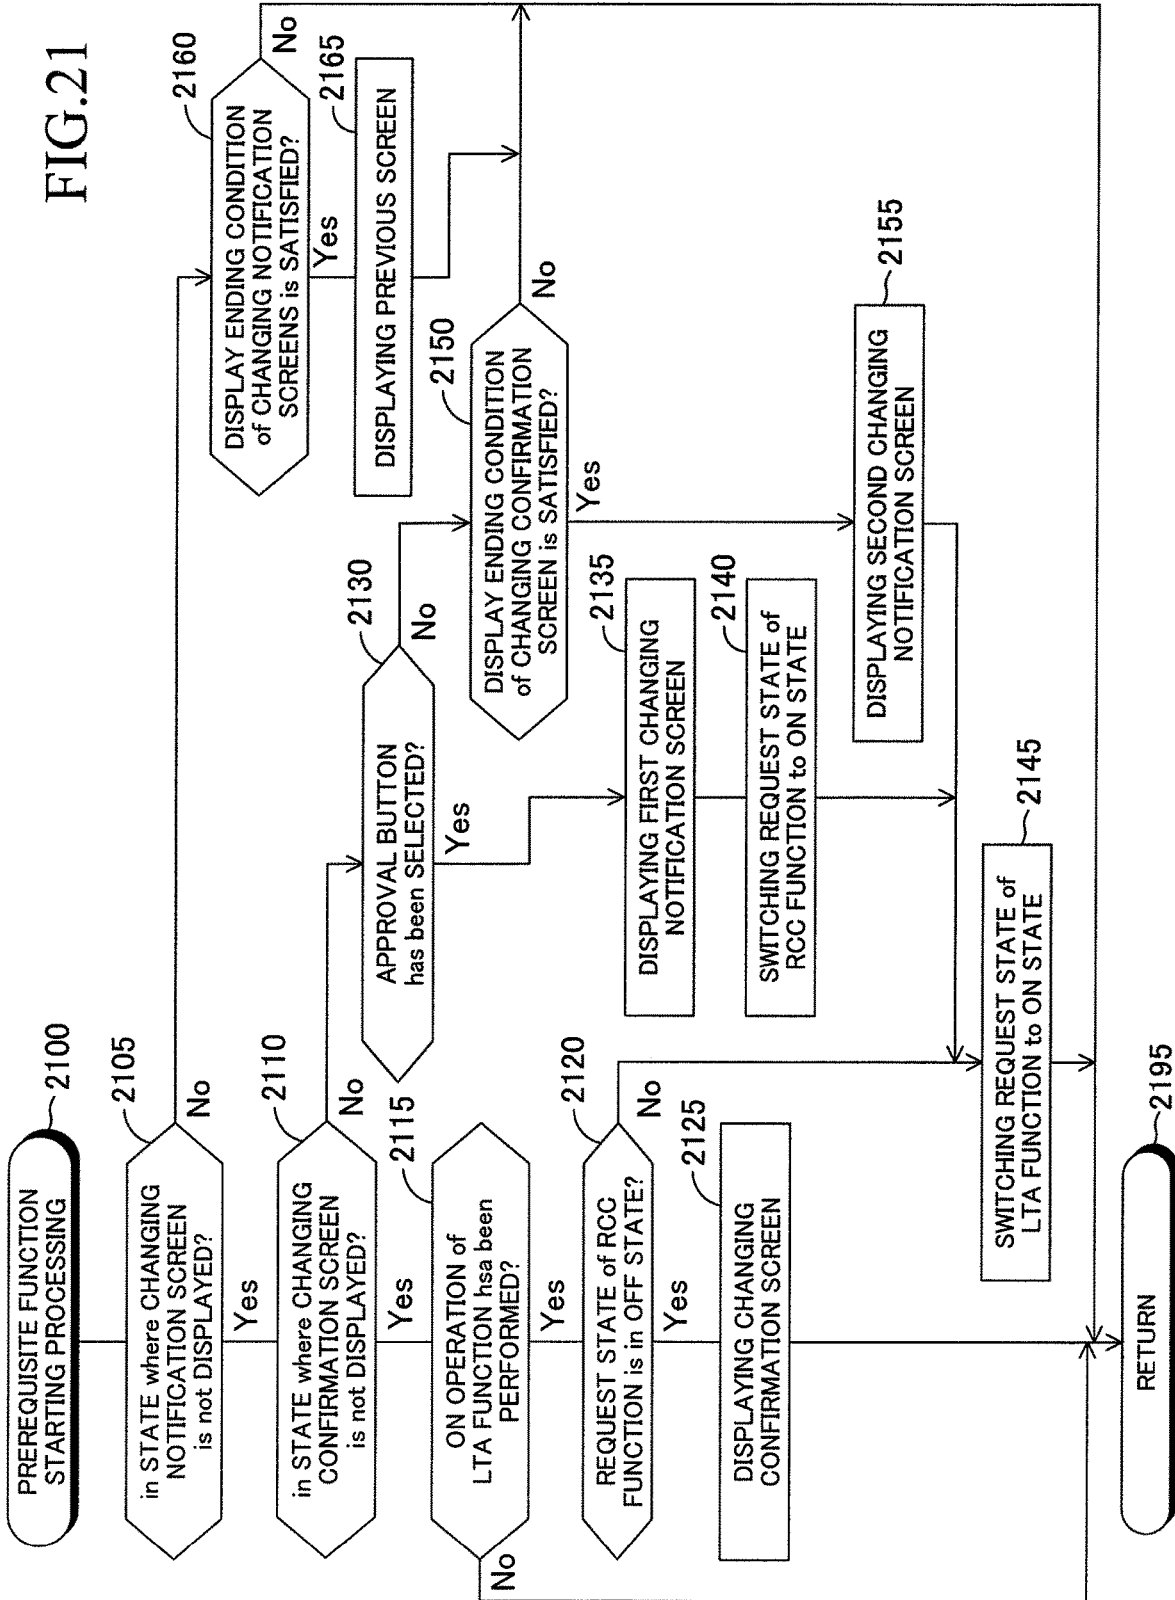 FIG.21
PREREQUISITE FUNCTION
STARTING PROCESSING
2100
in STATE where CHANGING
NOTIFICATION SCREEN
is not DISPLAYED?
2105
No
Yes
in STATE where CHANGING
CONFIRMATION SCREEN
is not DISPLAYED?
2110
No
Yes
ON OPERATION of
LTA FUNCTION hsa been
PERFORMED?
2115
No
Yes
REQUEST STATE of RCC
FUNCTION is in OFF STATE?
2120
No
Yes
DISPLAYING CHANGING
CONFIRMATION SCREEN
2125
APPROVAL BUTTON
has been SELECTED?
2130
No
Yes
DISPLAYING FIRST CHANGING
NOTIFICATION SCREEN
2135
SWITCHING REQUEST STATE of
RCC FUNCTION to ON STATE
2140
SWITCHING REQUEST STATE of
LTA FUNCTION to ON STATE
2145
DISPLAY ENDING CONDITION
of CHANGING CONFIRMATION
SCREEN is SATISFIED?
2150
No
Yes
DISPLAYING SECOND CHANGING
NOTIFICATION SCREEN
2155
DISPLAY ENDING CONDITION
of CHANGING NOTIFICATION
SCREENS is SATISFIED?
2160
No
Yes
DISPLAYING PREVIOUS SCREEN
2165
RETURN
2195